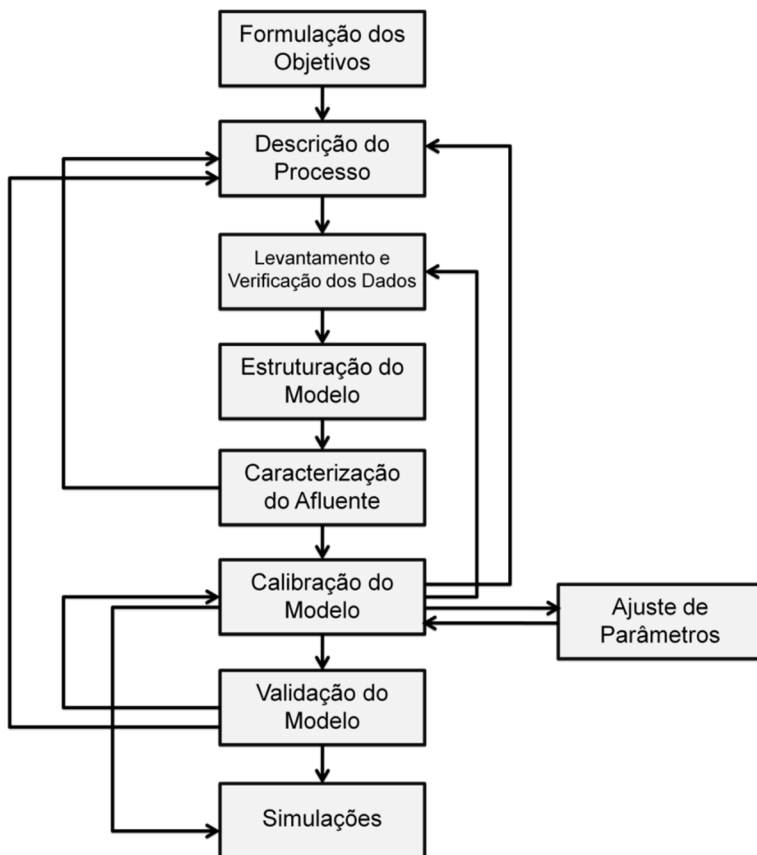 Formulação dos
Objetivos
Descrição do
Processo
Levantamento e
Verificação dos Dados
Estruturação do
Modelo
Caracterização
do Afluente
Calibração do
Modelo
Ajuste de
Parâmetros
Validação do
Modelo
Simulações